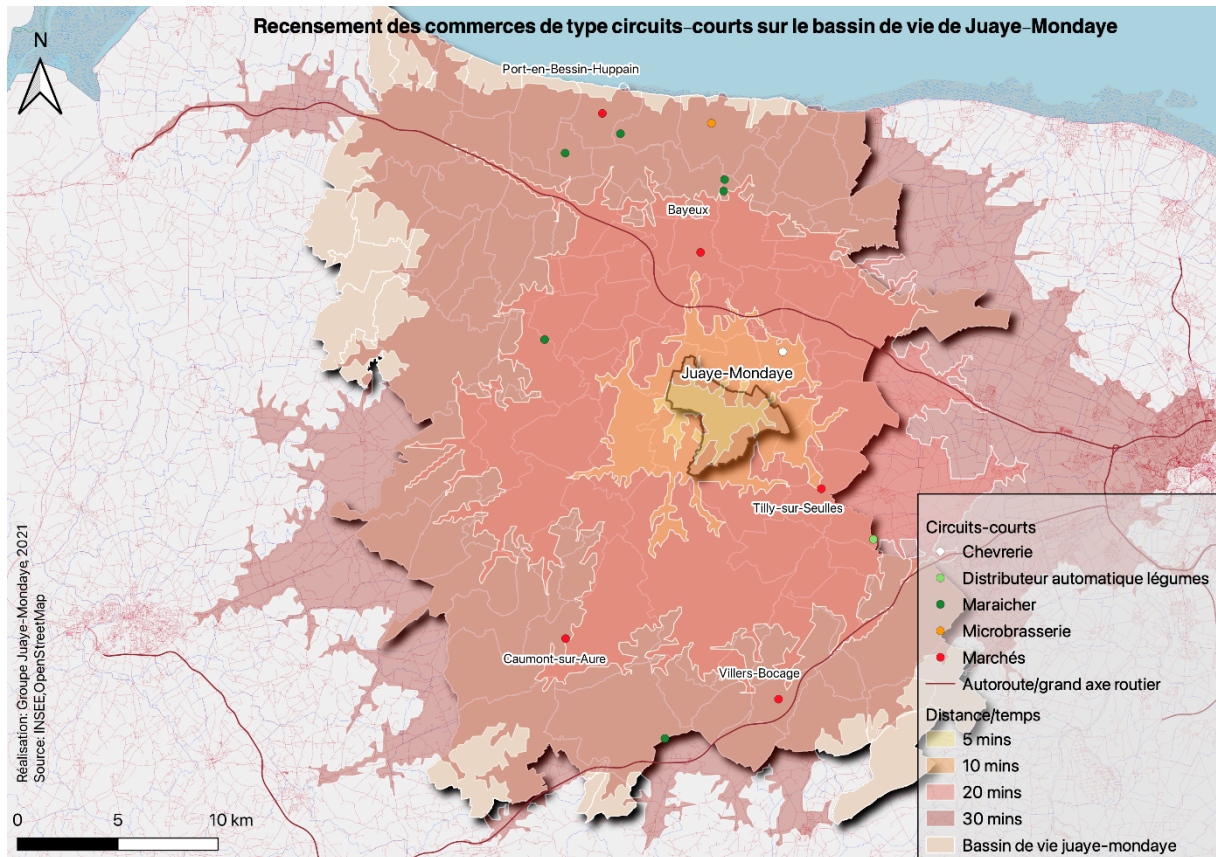 Recensement des commerces de type circuits-courts sur le bassin de vie de Juaye-Mondaye
N
Port-en-Bessin-Huppain
Bayeux
Juaye-Mondaye
Tilly-sur-Seulles
Caumont-sur-Aure
Villers-Bocage
Réalisation: Groupe Juaye-Mondaye, 2021
Source: INSEE,OpenStreetMap
0 5 10 km
Circuits-courts
Chevrerie
Distributeur automatique légumes
Maraicher
Microbrasserie
Marchés
Autoroute/grand axe routier
Distance/temps
5 mins
10 mins
20 mins
30 mins
Bassin de vie juaye-mondaye